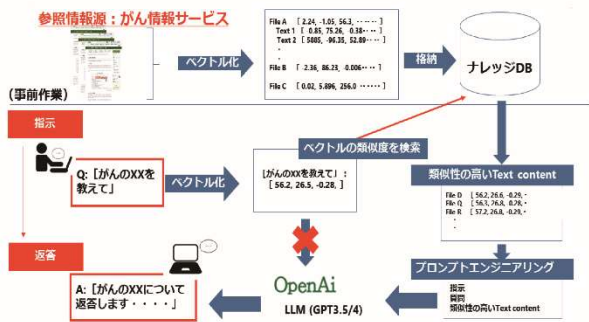 参照情報源：がん情報サービス
ベクトル化
File A [ 2.24, -1.05, 56.3, ‥‥‥
Text 1 [ -0.85, 75.26, -0.38‥‥
Text 2 [ 5805, -96.35, 52.89‥‥
File B [ -2.36, 86.23, -0.006‥‥
File C [ 0.02, 5.896, 256.0 ‥‥‥
格納
ナレッジDB
（事前作業）
指示
Q:［がんのXXを
教えて」
ベクトル化
ベクトルの類似度を検索
[がんのXXを教えて」：
[ 56.2, 26.5, -0.28, ]
類似性の高いText content
File D [ 56.2, 26.6, -0.29, ・
File Q [ 56.3, 26.8, -0.28, ・
File R [ 57.2, 26.8, -0.29, ・
プロンプトエンジニアリング
指示
質問
類似性の高いText content
OpenAi
LLM (GPT3.5/4)
返答
A:［がんのXXについて
返答します・・・・」